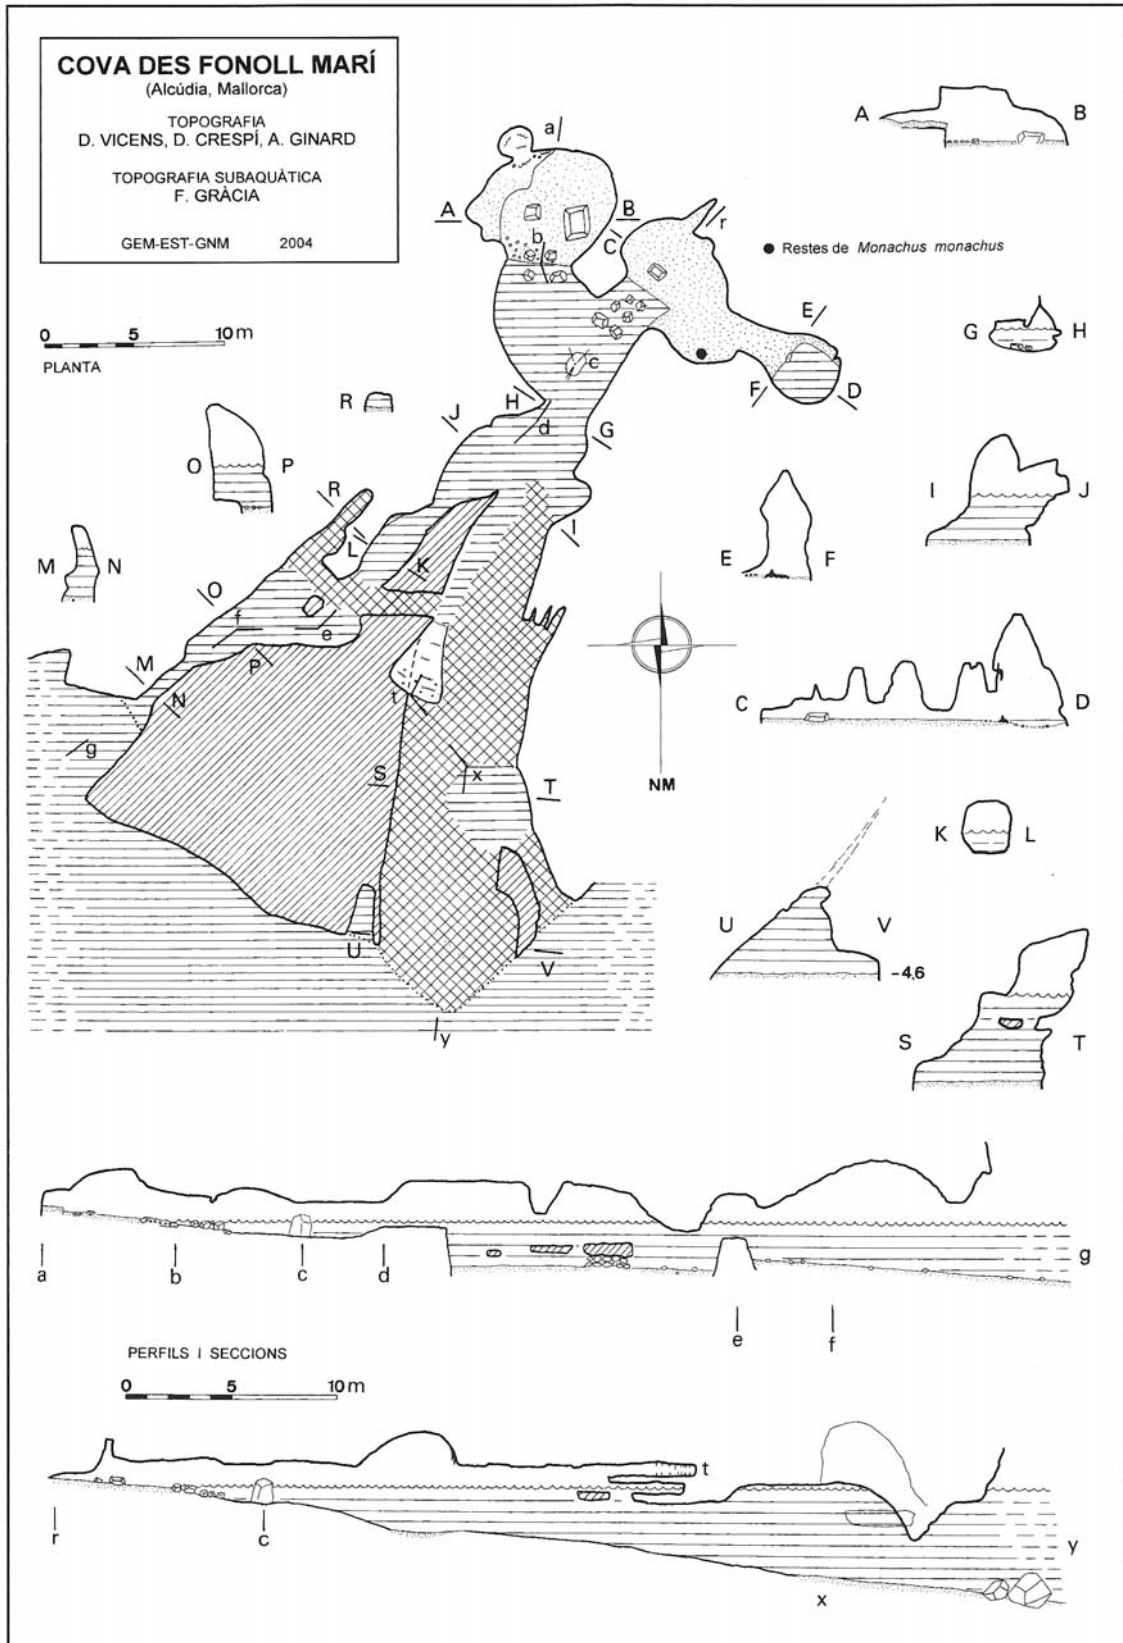 COVA DES FONOLL MARÍ
(Alcúdia, Mallorca)
TOPOGRAFIA
D. VICENS, D. CRESPÍ, A. GINARD
TOPOGRAFIA SUBAQUÀTICA
F. GRÀCIA
GEM-EST-GNM 2004
0 5 10 m
PLANTA
a
A
B
b
C
r
● Restes de Monachus monachus
A B
E
c
F
D
G H
H
d
G
J
R
O P
R
I
L
K
I J
M N
O
f
e
E F
M
P
N
t
g
S
x
T
NM
C D
K L
U V
-4,6
U
V
y
S T
a b c d e f g
PERFILS I SECCIONS
0 5 10 m
t
r c x y